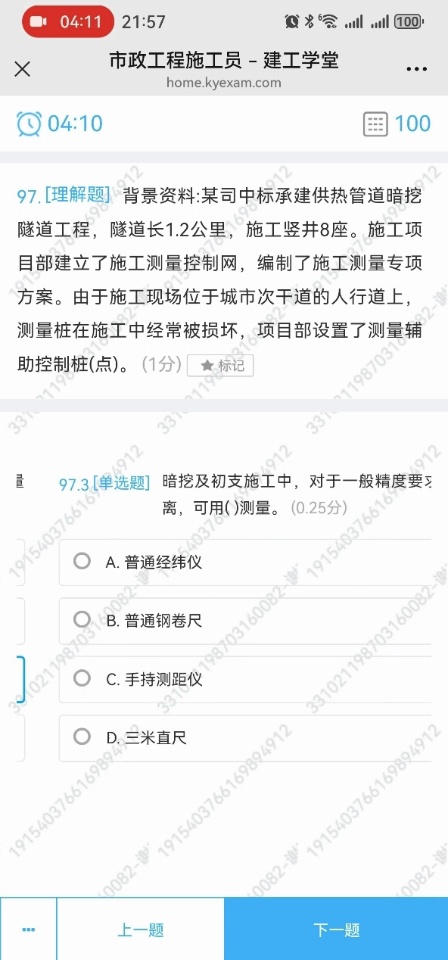 04:11 21:57 100
市政工程施工员 – 建工学堂
home.kyexam.com
04:10 100
97. [理解题] 背景资料:某司中标承建供热管道暗挖
隧道工程，隧道长1.2公里，施工竖井8座。施工项
目部建立了施工测量控制网，编制了施工测量专项
方案。由于施工现场位于城市次干道的人行道上，
测量桩在施工中经常被损坏，项目部设置了测量辅
助控制桩(点)。 (1分) ★ 标记
量 97.3 [单选题] 暗挖及初支施工中，对于一般精度要求
离，可用( )测量。 (0.25分)
A. 普通经纬仪
B. 普通钢卷尺
C. 手持测距仪
D. 三米直尺
上一题 下一题